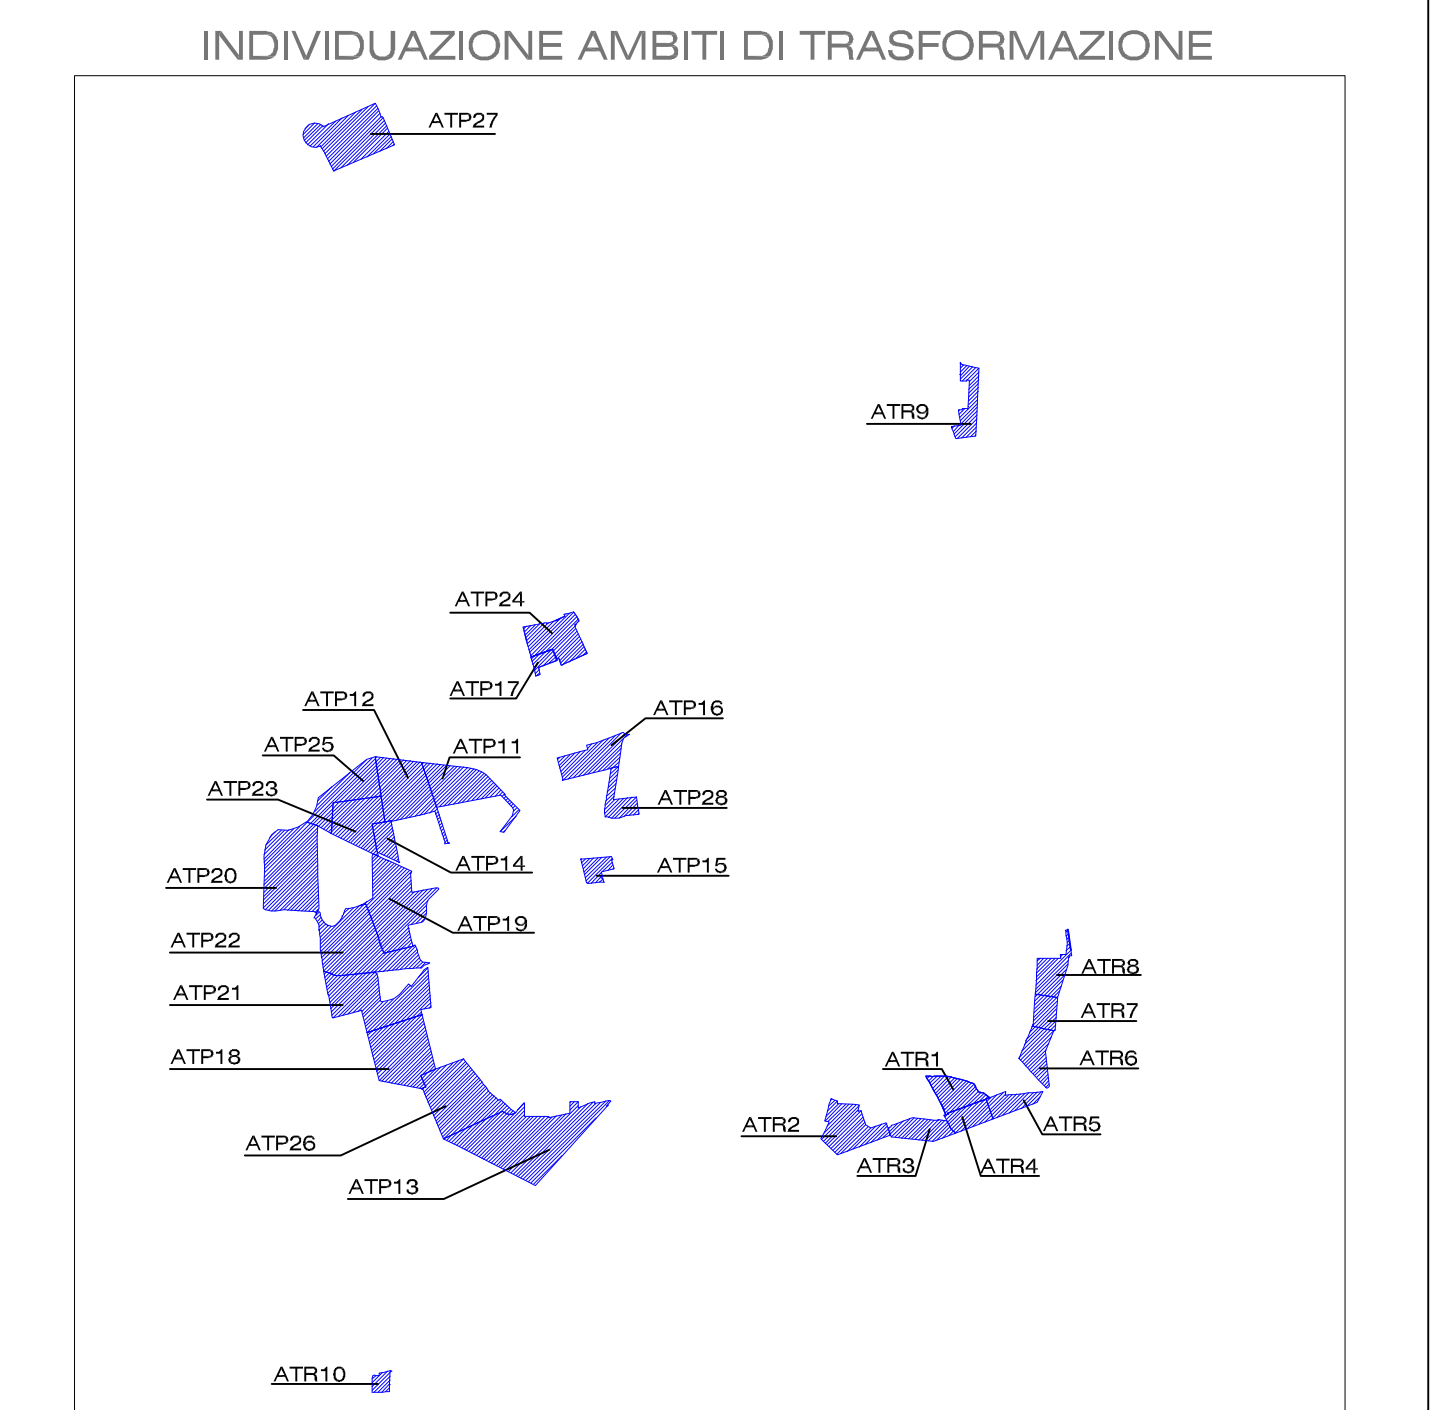 INDIVIDUAZIONE AMBITI DI TRASFORMAZIONE
ATP27
ATR9
ATP24
ATP17
ATP12
ATP16
ATP25
ATP11
ATP23
ATP28
ATP14
ATP15
ATP20
ATP19
ATP22
ATR8
ATP21
ATR7
ATP18
ATR1
ATR6
ATR2
ATR5
ATP26
ATR3
ATR4
ATP13
ATR10